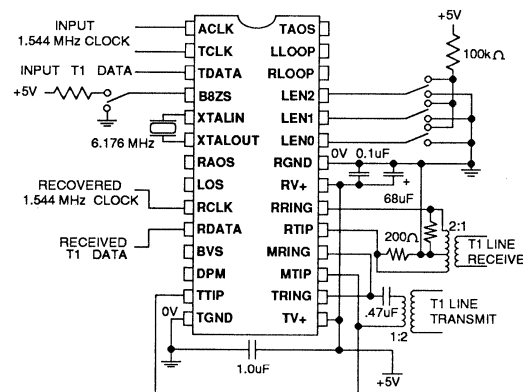 INPUT
1.544 MHz CLOCK
INPUT T1 DATA
+5V
6.176 MHz
RECOVERED
1.544 MHz CLOCK
RECEIVED
T1 DATA
0V
1.0uF
ACLK
TCLK
TDATA
B8ZS
XTALIN
XTALOUT
RAOS
LOS
RCLK
RDATA
BVS
DPM
TTIP
TGND
TAOS
LLOOP
RLOOP
LEN2
LEN1
LEN0
RGND
RV+
RRING
RTIP
MRING
MTIP
TRING
TV+
+5V
100kΩ
0V
0.1uF
+
68uF
200Ω
2:1
T1 LINE
RECEIVE
.47uF
1:2
T1 LINE
TRANSMIT
+5V